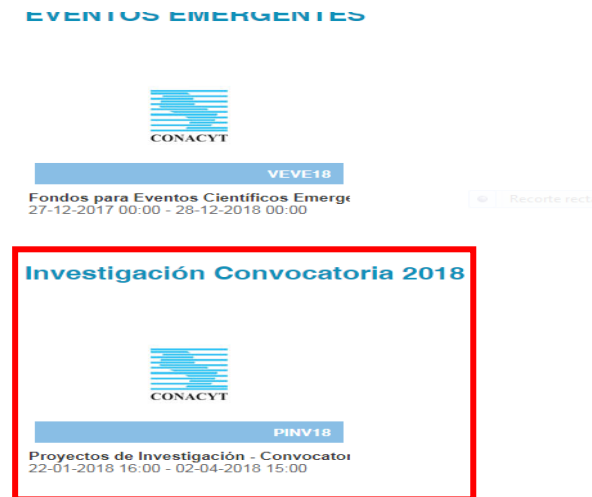 EVENTOS EMERGENTES
CONACYT
VEVE18
Fondos para Eventos Científicos Emerge
27-12-2017 00:00 - 28-12-2018 00:00
Recorte rect
Investigación Convocatoria 2018
CONACYT
PINV18
Proyectos de Investigación - Convocator
22-01-2018 16:00 - 02-04-2018 15:00